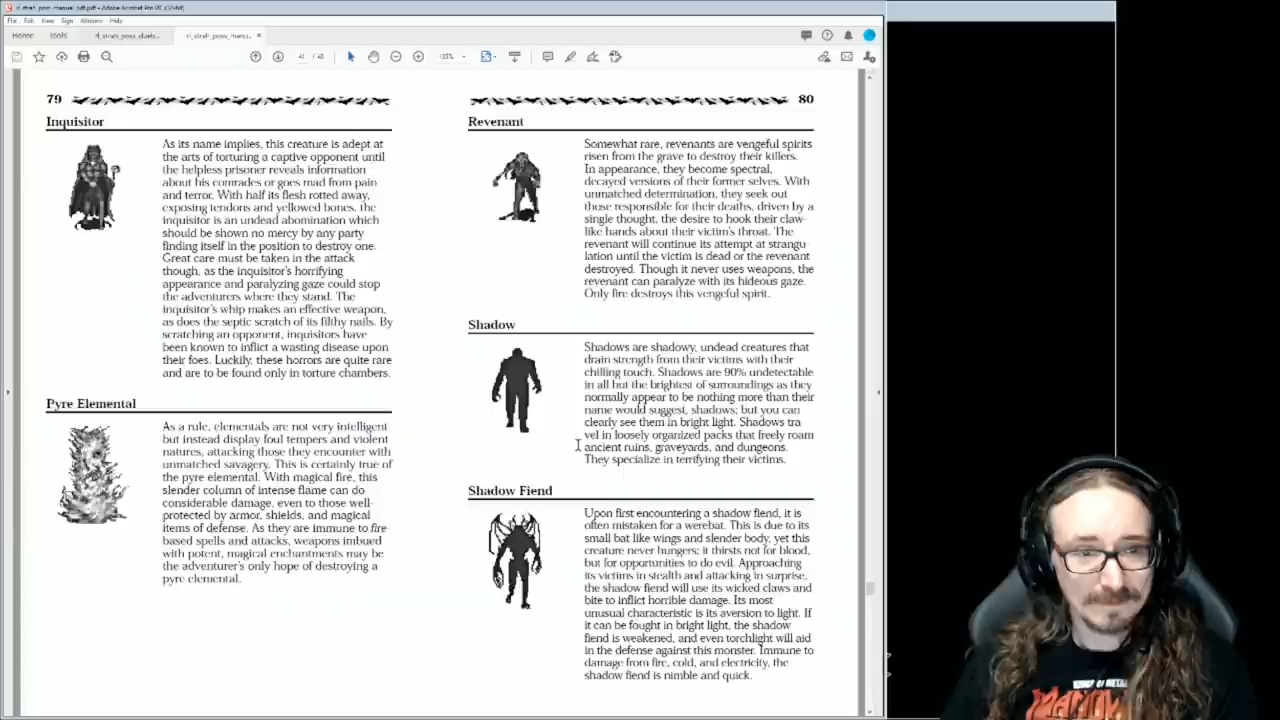 rl_strah_poss_manual_pdf.pdf - Adobe Acrobat Pro DC (32-bit)
File Edit View Sign Window Help
Home Tools rl_strah_poss_duels... rl_strah_poss_manu... ×
41 / 48 135%
79
Inquisitor
As its name implies, this creature is adept at
the arts of torturing a captive opponent until
the helpless prisoner reveals information
about his comrades or goes mad from pain
and terror. With half its flesh rotted away,
exposing tendons and yellowed bones, the
inquisitor is an undead abomination which
should be shown no mercy by any party
finding itself in the position to destroy one.
Great care must be taken in the attack
though, as the inquisitor's horrifying
appearance and paralyzing gaze could stop
the adventurers where they stand. The
inquisitor's whip makes an effective weapon,
as does the septic scratch of its filthy nails. By
scratching an opponent, inquisitors have
been known to inflict a wasting disease upon
their foes. Luckily, these horrors are quite rare
and are to be found only in torture chambers.
Pyre Elemental
As a rule, elementals are not very intelligent
but instead display foul tempers and violent
natures, attacking those they encounter with
unmatched savagery. This is certainly true of
the pyre elemental. With magical fire, this
slender column of intense flame can do
considerable damage, even to those well-
protected by armor, shields, and magical
items of defense. As they are immune to fire
based spells and attacks, weapons imbued
with potent, magical enchantments may be
the adventurer's only hope of destroying a
pyre elemental.
80
Revenant
Somewhat rare, revenants are vengeful spirits
risen from the grave to destroy their killers.
In appearance, they become spectral,
decayed versions of their former selves. With
unmatched determination, they seek out
those responsible for their deaths, driven by a
single thought, the desire to hook their claw-
like hands about their victim's throat. The
revenant will continue its attempt at strangu-
lation until the victim is dead or the revenant
destroyed. Though it never uses weapons, the
revenant can paralyze with its hideous gaze.
Only fire destroys this vengeful spirit.
Shadow
Shadows are shadowy, undead creatures that
drain strength from their victims with their
chilling touch. Shadows are 90% undetectable
in all but the brightest of surroundings as they
normally appear to be nothing more than their
name would suggest, shadows; but you can
clearly see them in bright light. Shadows tra
vel in loosely organized packs that freely roam
ancient ruins, graveyards, and dungeons.
They specialize in terrifying their victims.
Shadow Fiend
Upon first encountering a shadow fiend, it is
often mistaken for a werebat. This is due to its
small bat like wings and slender body, yet this
creature never hungers; it thirsts not for blood,
but for opportunities to do evil. Approaching
its victims in stealth and attacking in surprise,
the shadow fiend will use its wicked claws and
bite to inflict horrible damage. Its most
unusual characteristic is its aversion to light. If
it can be fought in bright light, the shadow
fiend is weakened, and even torchlight will aid
in the defense against this monster. Immune to
damage from fire, cold, and electricity, the
shadow fiend is nimble and quick.
KINGS OF METAL
MANOW